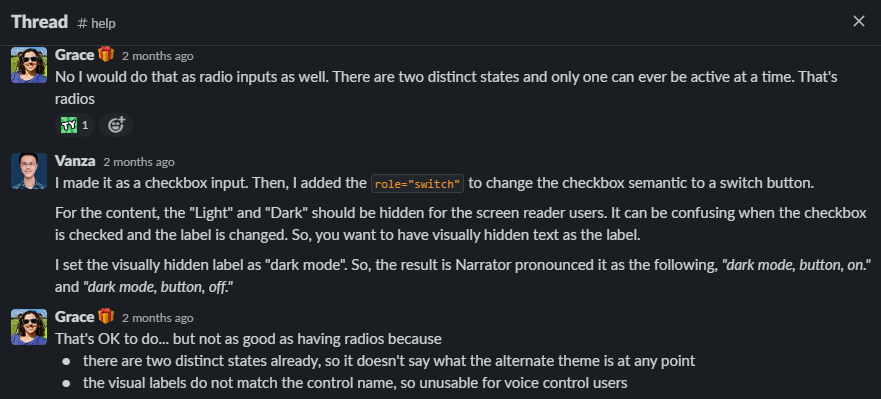 Thread # help
Grace 2 months ago
No I would do that as radio inputs as well. There are two distinct states and only one can ever be active at a time. That's
radios
TY 1
Vanza 2 months ago
I made it as a checkbox input. Then, I added the role="switch" to change the checkbox semantic to a switch button.
For the content, the "Light" and "Dark" should be hidden for the screen reader users. It can be confusing when the checkbox
is checked and the label is changed. So, you want to have visually hidden text as the label.
I set the visually hidden label as "dark mode". So, the result is Narrator pronounced it as the following, "dark mode, button, on."
and "dark mode, button, off."
Grace 2 months ago
That's OK to do... but not as good as having radios because
• there are two distinct states already, so it doesn't say what the alternate theme is at any point
• the visual labels do not match the control name, so unusable for voice control users